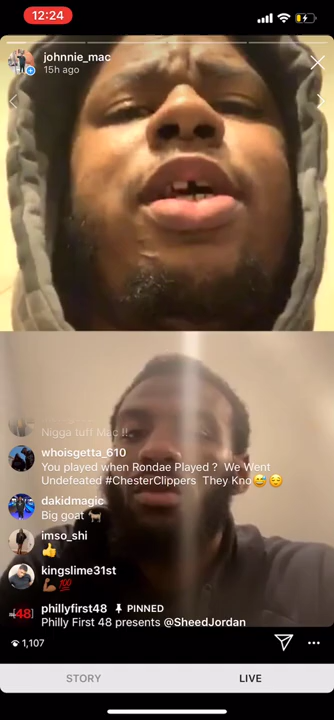 12:24
johnnie_mac
15h ago
Nigga tuff Mac !!
whoisgetta_610
You played when Rondae Played ? We Went
Undefeated #ChesterClippers They Kno😅😌
dakidmagic
Big goat 🐐
imso_shi
👍
kingslime31st
💪🏾💯
[48]
phillyfirst48 PINNED
Philly First 48 presents @SheedJordan
1,107
STORY LIVE